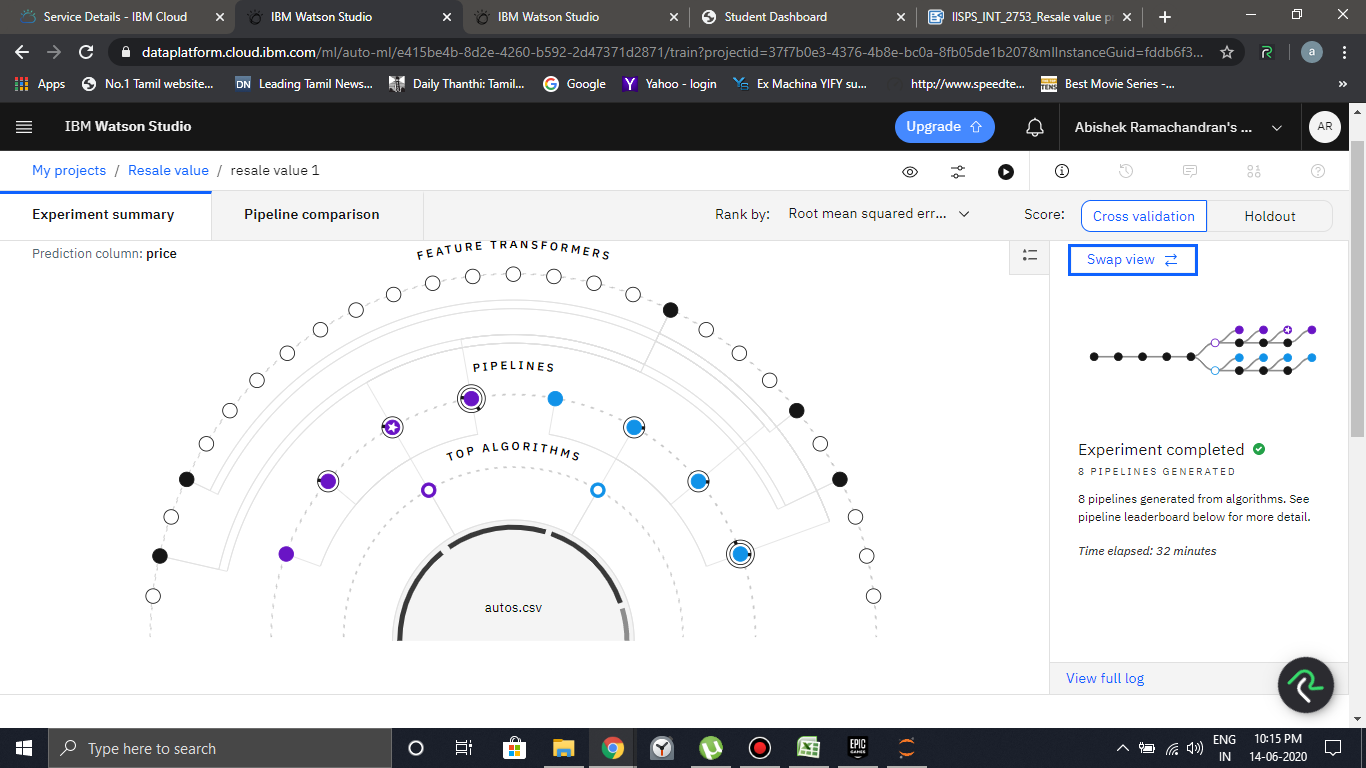 Service Details - IBM Cloud
IBM Watson Studio
IBM Watson Studio
Student Dashboard
IISPS_INT_2753_Resale value p
dataplatform.cloud.ibm.com/ml/auto-ml/e415be4b-8d2e-4260-b592-2d47371d2871/train?projectid=37f7b0e3-4376-4b8e-bc0a-8fb05de1b207&mlInstanceGuid=fddb6f3...
a
Apps
No.1 Tamil website...
DN
Leading Tamil News...
Daily Thanthi: Tamil...
Google
Yahoo - login
Ex Machina YIFY su...
http://www.speedte...
Best Movie Series -...
»
IBM Watson Studio
Upgrade
Abishek Ramachandran's ...
AR
My projects / Resale value / resale value 1
Experiment summary
Pipeline comparison
Rank by: Root mean squared err...
Score: Cross validation Holdout
Prediction column: price
Swap view
FEATURE TRANSFORMERS
PIPELINES
TOP ALGORITHMS
autos.csv
Experiment completed
8 PIPELINES GENERATED
8 pipelines generated from algorithms. See
pipeline leaderboard below for more detail.
Time elapsed: 32 minutes
View full log
Type here to search
EPIC
GAMES
ENG
IN
10:15 PM
14-06-2020